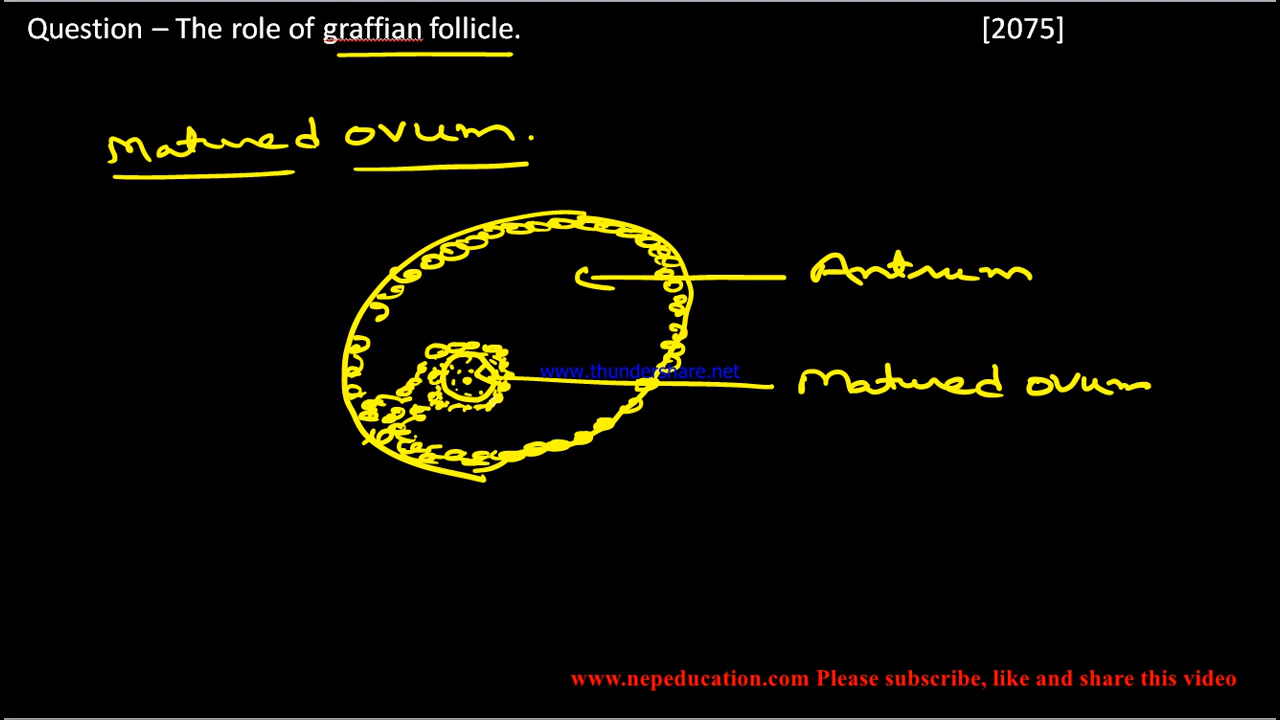 Question – The role of graffian follicle. [2075]
Matured ovum.
Antrum
www.thundershare.net
Matured ovum
www.nepeducation.com Please subscribe, like and share this video